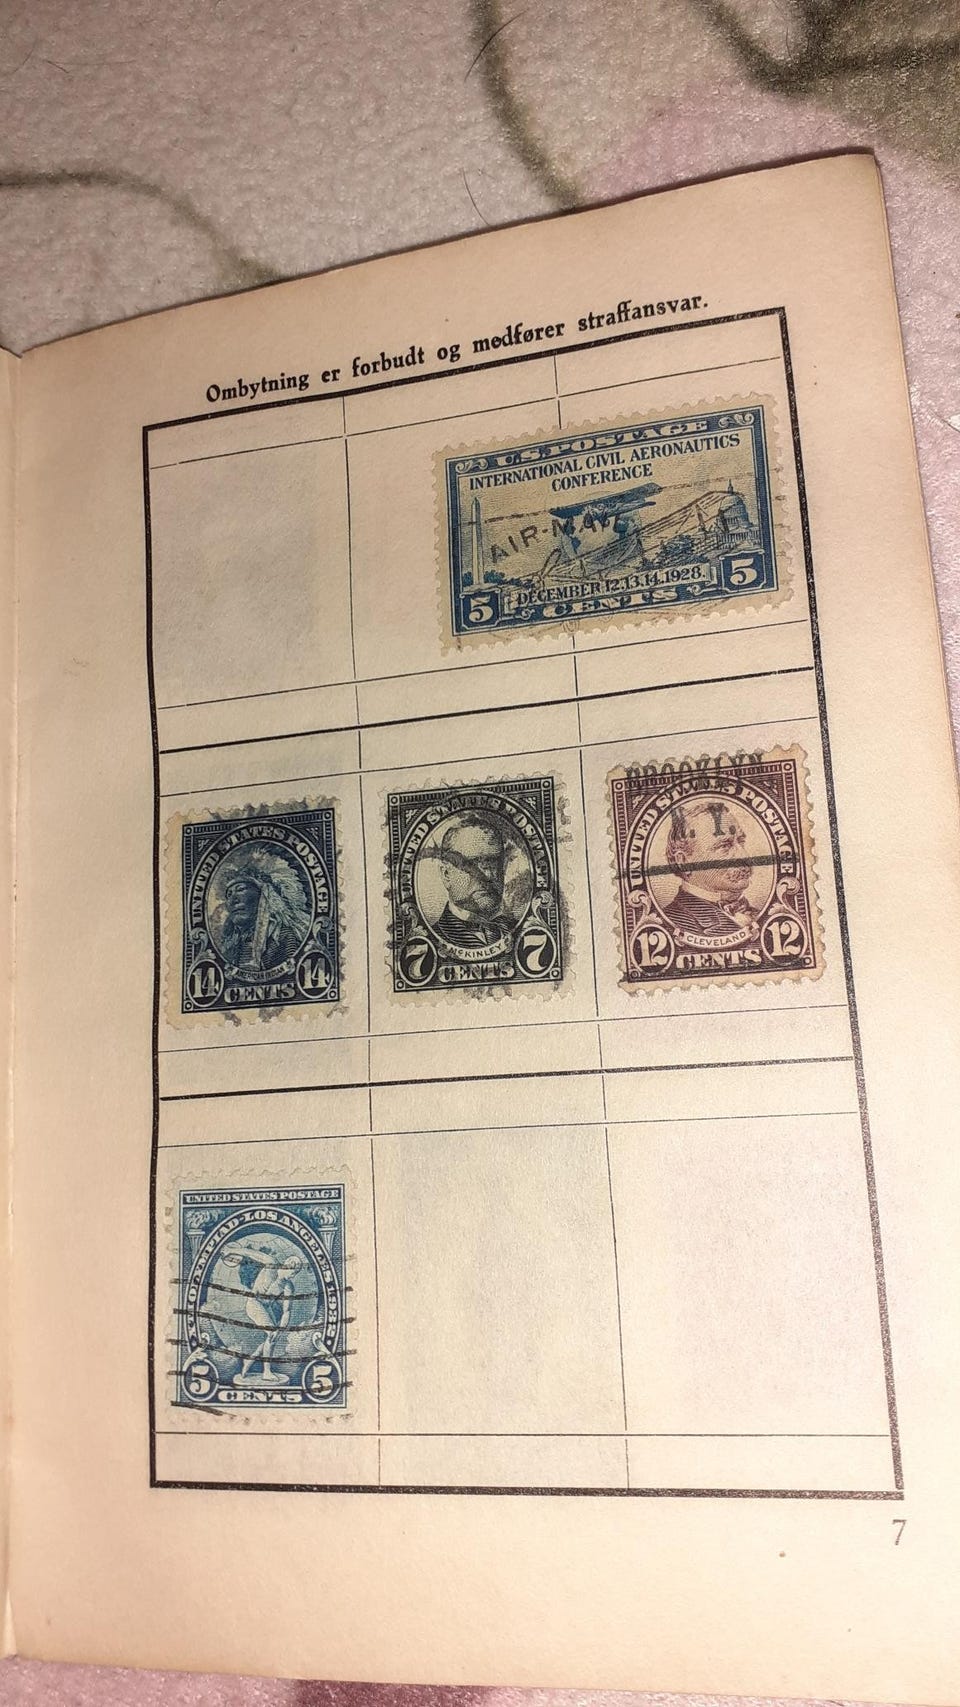 Ombytning er forbudt og medfører straffansvar.
U.S. POSTAGE
INTERNATIONAL CIVIL AERONAUTICS
CONFERENCE
AIR-MAIL
DECEMBER 12.13.14.1928.
5 CENTS 5
UNITED STATES POSTAGE
AMERICAN INDIAN
14 CENTS 14
UNITED STATES POSTAGE
McKINLEY
7 CENTS 7
BROOKLYN
N. Y.
UNITED STATES POSTAGE
CLEVELAND
12 CENTS 12
UNITED STATES POSTAGE
X·TH OLYMPIAD·LOS ANGELES 1932
5 CENTS 5
7